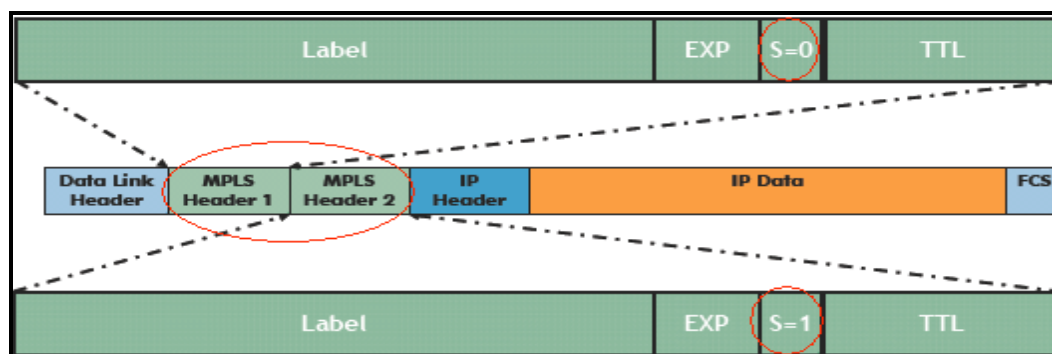 Label EXP S=0 TTL
Data Link MPLS MPLS IP IP Data FCS
Header Header 1 Header 2 Header
Label EXP S=1 TTL